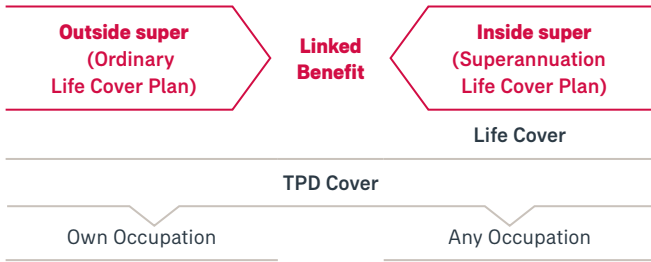 Outside super
(Ordinary
Life Cover Plan)
Linked
Benefit
Inside super
(Superannuation
Life Cover Plan)
Life Cover
TPD Cover
Own Occupation
Any Occupation